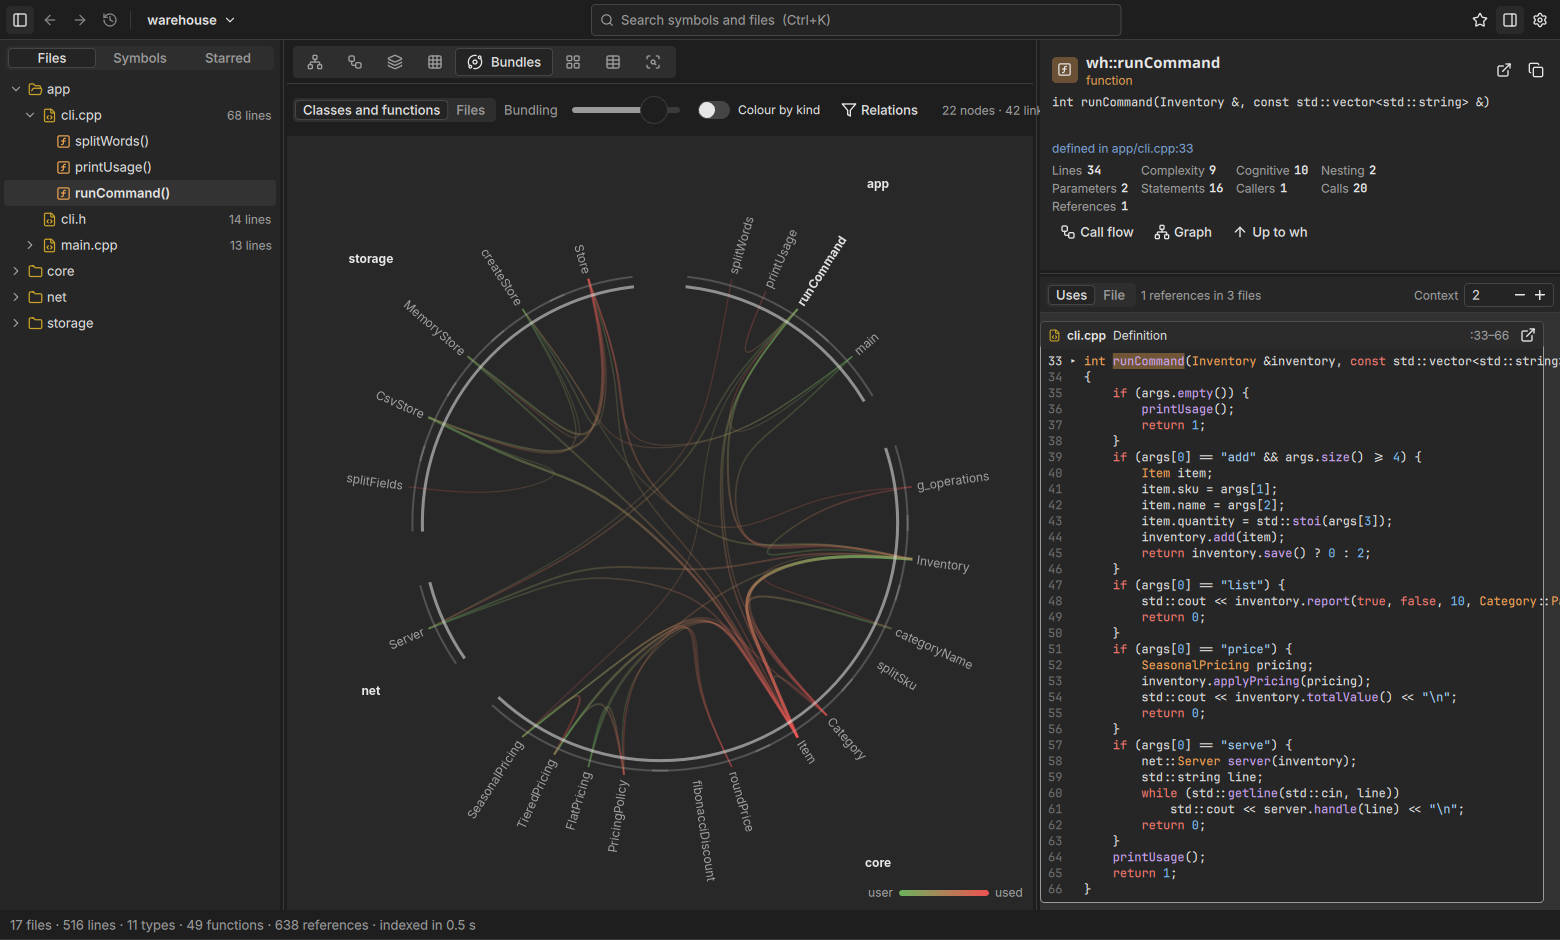 warehouse
Search symbols and files  (Ctrl+K)
Files
Symbols
Starred
app
cli.cpp
68 lines
splitWords()
printUsage()
runCommand()
cli.h
14 lines
main.cpp
13 lines
core
net
storage
Bundles
Classes and functions
Files
Bundling
Colour by kind
Relations
22 nodes · 42 link
app
storage
net
core
splitWords
printUsage
runCommand
main
g_operations
Inventory
categoryName
splitSku
Category
Item
roundPrice
fibonacciDiscount
PricingPolicy
FlatPricing
TieredPricing
SeasonalPricing
Server
splitFields
CsvStore
MemoryStore
createStore
Store
user
used
wh::runCommand
function
int runCommand(Inventory &, const std::vector<std::string> &)
defined in app/cli.cpp:33
Lines 34
Complexity 9
Cognitive 10
Nesting 2
Parameters 2
Statements 16
Callers 1
Calls 20
References 1
Call flow
Graph
Up to wh
Uses
File
1 references in 3 files
Context
2
cli.cpp Definition
:33–66
33 int runCommand(Inventory &inventory, const std::vector<std::string>
34 {
35 if (args.empty()) {
36 printUsage();
37 return 1;
38 }
39 if (args[0] == "add" && args.size() >= 4) {
40 Item item;
41 item.sku = args[1];
42 item.name = args[2];
43 item.quantity = std::stoi(args[3]);
44 inventory.add(item);
45 return inventory.save() ? 0 : 2;
46 }
47 if (args[0] == "list") {
48 std::cout << inventory.report(true, false, 10, Category::P
49 return 0;
50 }
51 if (args[0] == "price") {
52 SeasonalPricing pricing;
53 inventory.applyPricing(pricing);
54 std::cout << inventory.totalValue() << "\n";
55 return 0;
56 }
57 if (args[0] == "serve") {
58 net::Server server(inventory);
59 std::string line;
60 while (std::getline(std::cin, line))
61 std::cout << server.handle(line) << "\n";
62 return 0;
63 }
64 printUsage();
65 return 1;
66 }
17 files · 516 lines · 11 types · 49 functions · 638 references · indexed in 0.5 s